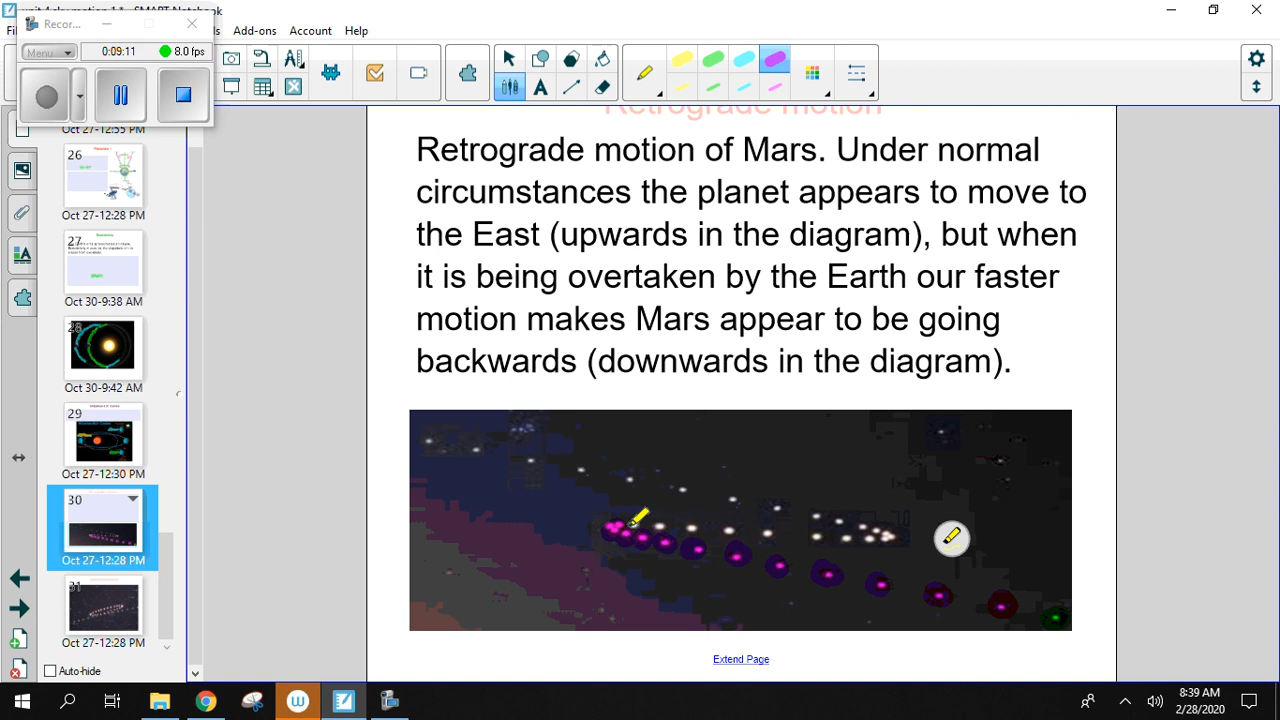 Recor...
Menu
0:09:11
8.0 fps
Add-ons Account Help
Oct 27-12:55 PM
26
Oct 27-12:28 PM
27
Oct 30-9:38 AM
28
Oct 30-9:42 AM
29
Oct 27-12:30 PM
30
Oct 27-12:28 PM
31
Oct 27-12:28 PM
Auto-hide
Retrograde motion
Retrograde motion of Mars. Under normal
circumstances the planet appears to move to
the East (upwards in the diagram), but when
it is being overtaken by the Earth our faster
motion makes Mars appear to be going
backwards (downwards in the diagram).
Extend Page
8:39 AM
2/28/2020